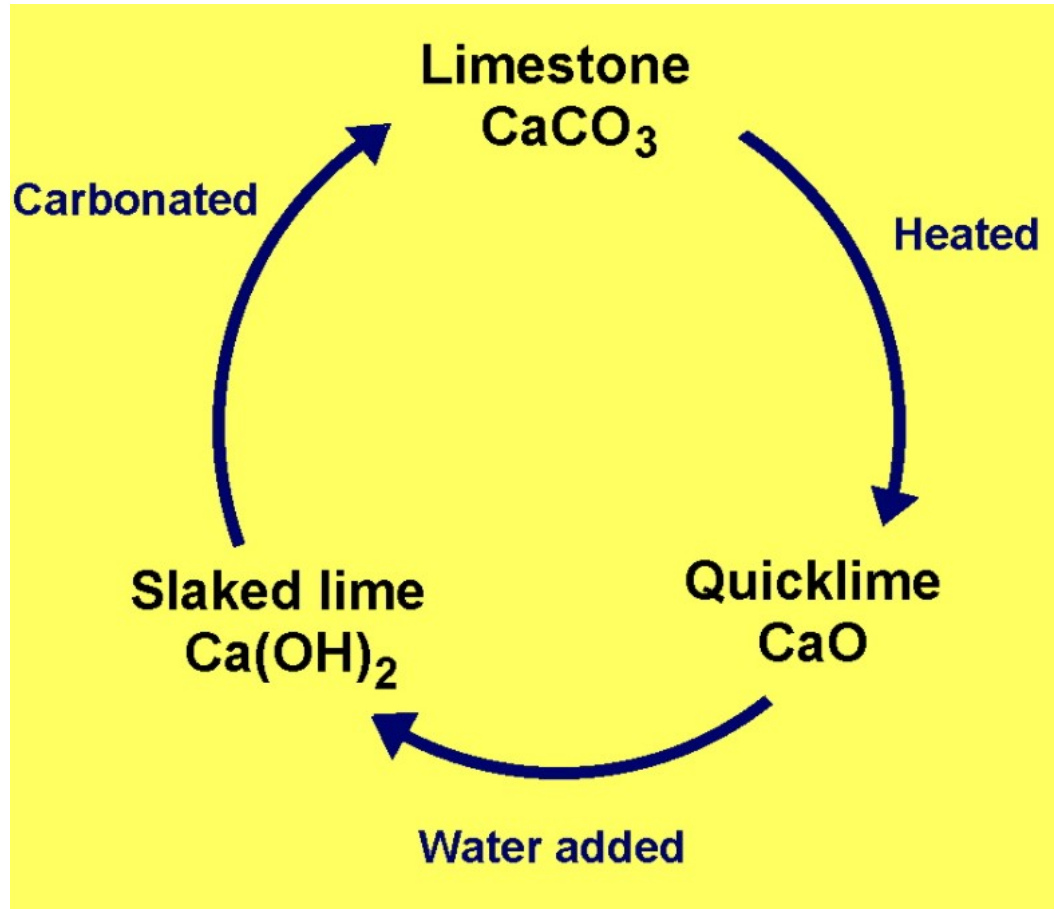 Limestone
CaCO₃
Carbonated
Heated
Slaked lime
Ca(OH)₂
Quicklime
CaO
Water added